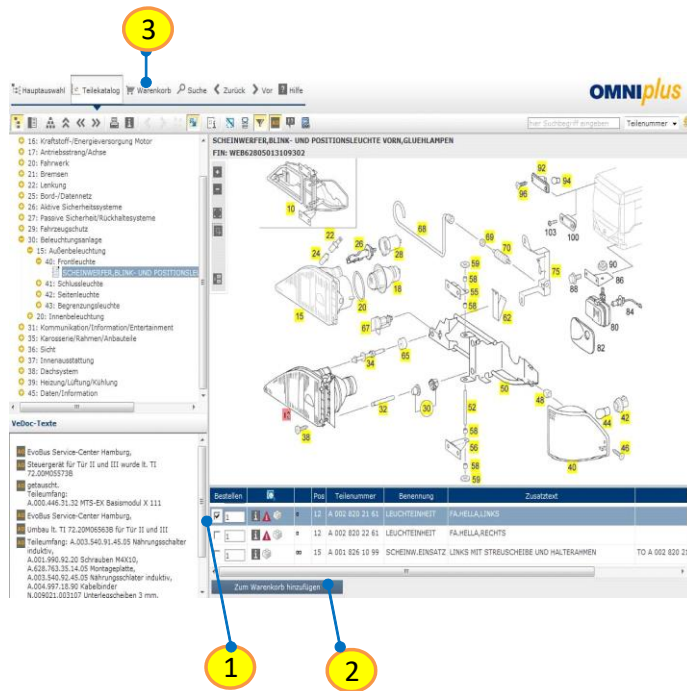 3
Hauptauswahl Teilekatalog Warenkorb Suche Zurück Vor Hilfe
OMNIplus
hier Suchbegriff eingeben Teilenummer
16: Kraftstoff-/Energieversorgung Motor
17: Antriebsstrang/Achse
20: Fahrwerk
21: Bremsen
22: Lenkung
25: Bord-/Datennetz
26: Aktive Sicherheitssysteme
27: Passive Sicherheit/Rückhaltesysteme
29: Fahrzeugschutz
30: Beleuchtungsanlage
15: Außenbeleuchtung
40: Frontleuchte
SCHEINWERFER,BLINK- UND POSITIONSLE
41: Schlussleuchte
42: Seitenleuchte
43: Begrenzungsleuchte
20: Innenbeleuchtung
31: Kommunikation/Information/Entertainment
35: Karosserie/Rahmen/Anbauteile
36: Sicht
37: Innenausstattung
38: Dachsystem
39: Heizung/Lüftung/Kühlung
45: Daten/Information
VeDoc-Texte
EvoBus Service-Center Hamburg,
Steuergerät für Tür II und III wurde lt. TI
72.00M05573B
getauscht.
Teileumfang:
A.000.446.31.32 MTS-EX Basismodul X 111
EvoBus Service-Center Hamburg,
Umbau lt. TI 72.20M06563B für Tür II und III
Teileumfang: A.003.540.91.45.05 Nährungsschalter
induktiv,
A.001.990.92.20 Schrauben M4X10,
A.628.763.35.14.05 Montageplatte,
A.003.540.92.45.05 Nährungsschlater induktiv,
A.004.997.18.90 Kabelbinder
N.009021.003107 Unterlegscheiben 3 mm.
SCHEINWERFER,BLINK- UND POSITIONSLEUCHTE VORN,GLUEHLAMPEN
FIN: WEB62805013109302
92
94
96
10
103 100
22
68
69
24 26 28
70
59
75
90
58
86
88
18
55
15 20
58
62
84
67
80
65
82
34
50
48
32 30
52
44 42
38
58
56
46
58
40
59
Bestellen Pos Teilenummer Benennung Zusatztext
1 12 A 002 820 21 61 LEUCHTEINHEIT FA.HELLA,LINKS
1 12 A 002 820 22 61 LEUCHTEINHEIT FA.HELLA,RECHTS
1 15 A 001 826 10 99 SCHEINW.EINSATZ LINKS MIT STREUSCHEIBE UND HALTERAHMEN TO A 002 820 21
Zum Warenkorb hinzufügen
1
2